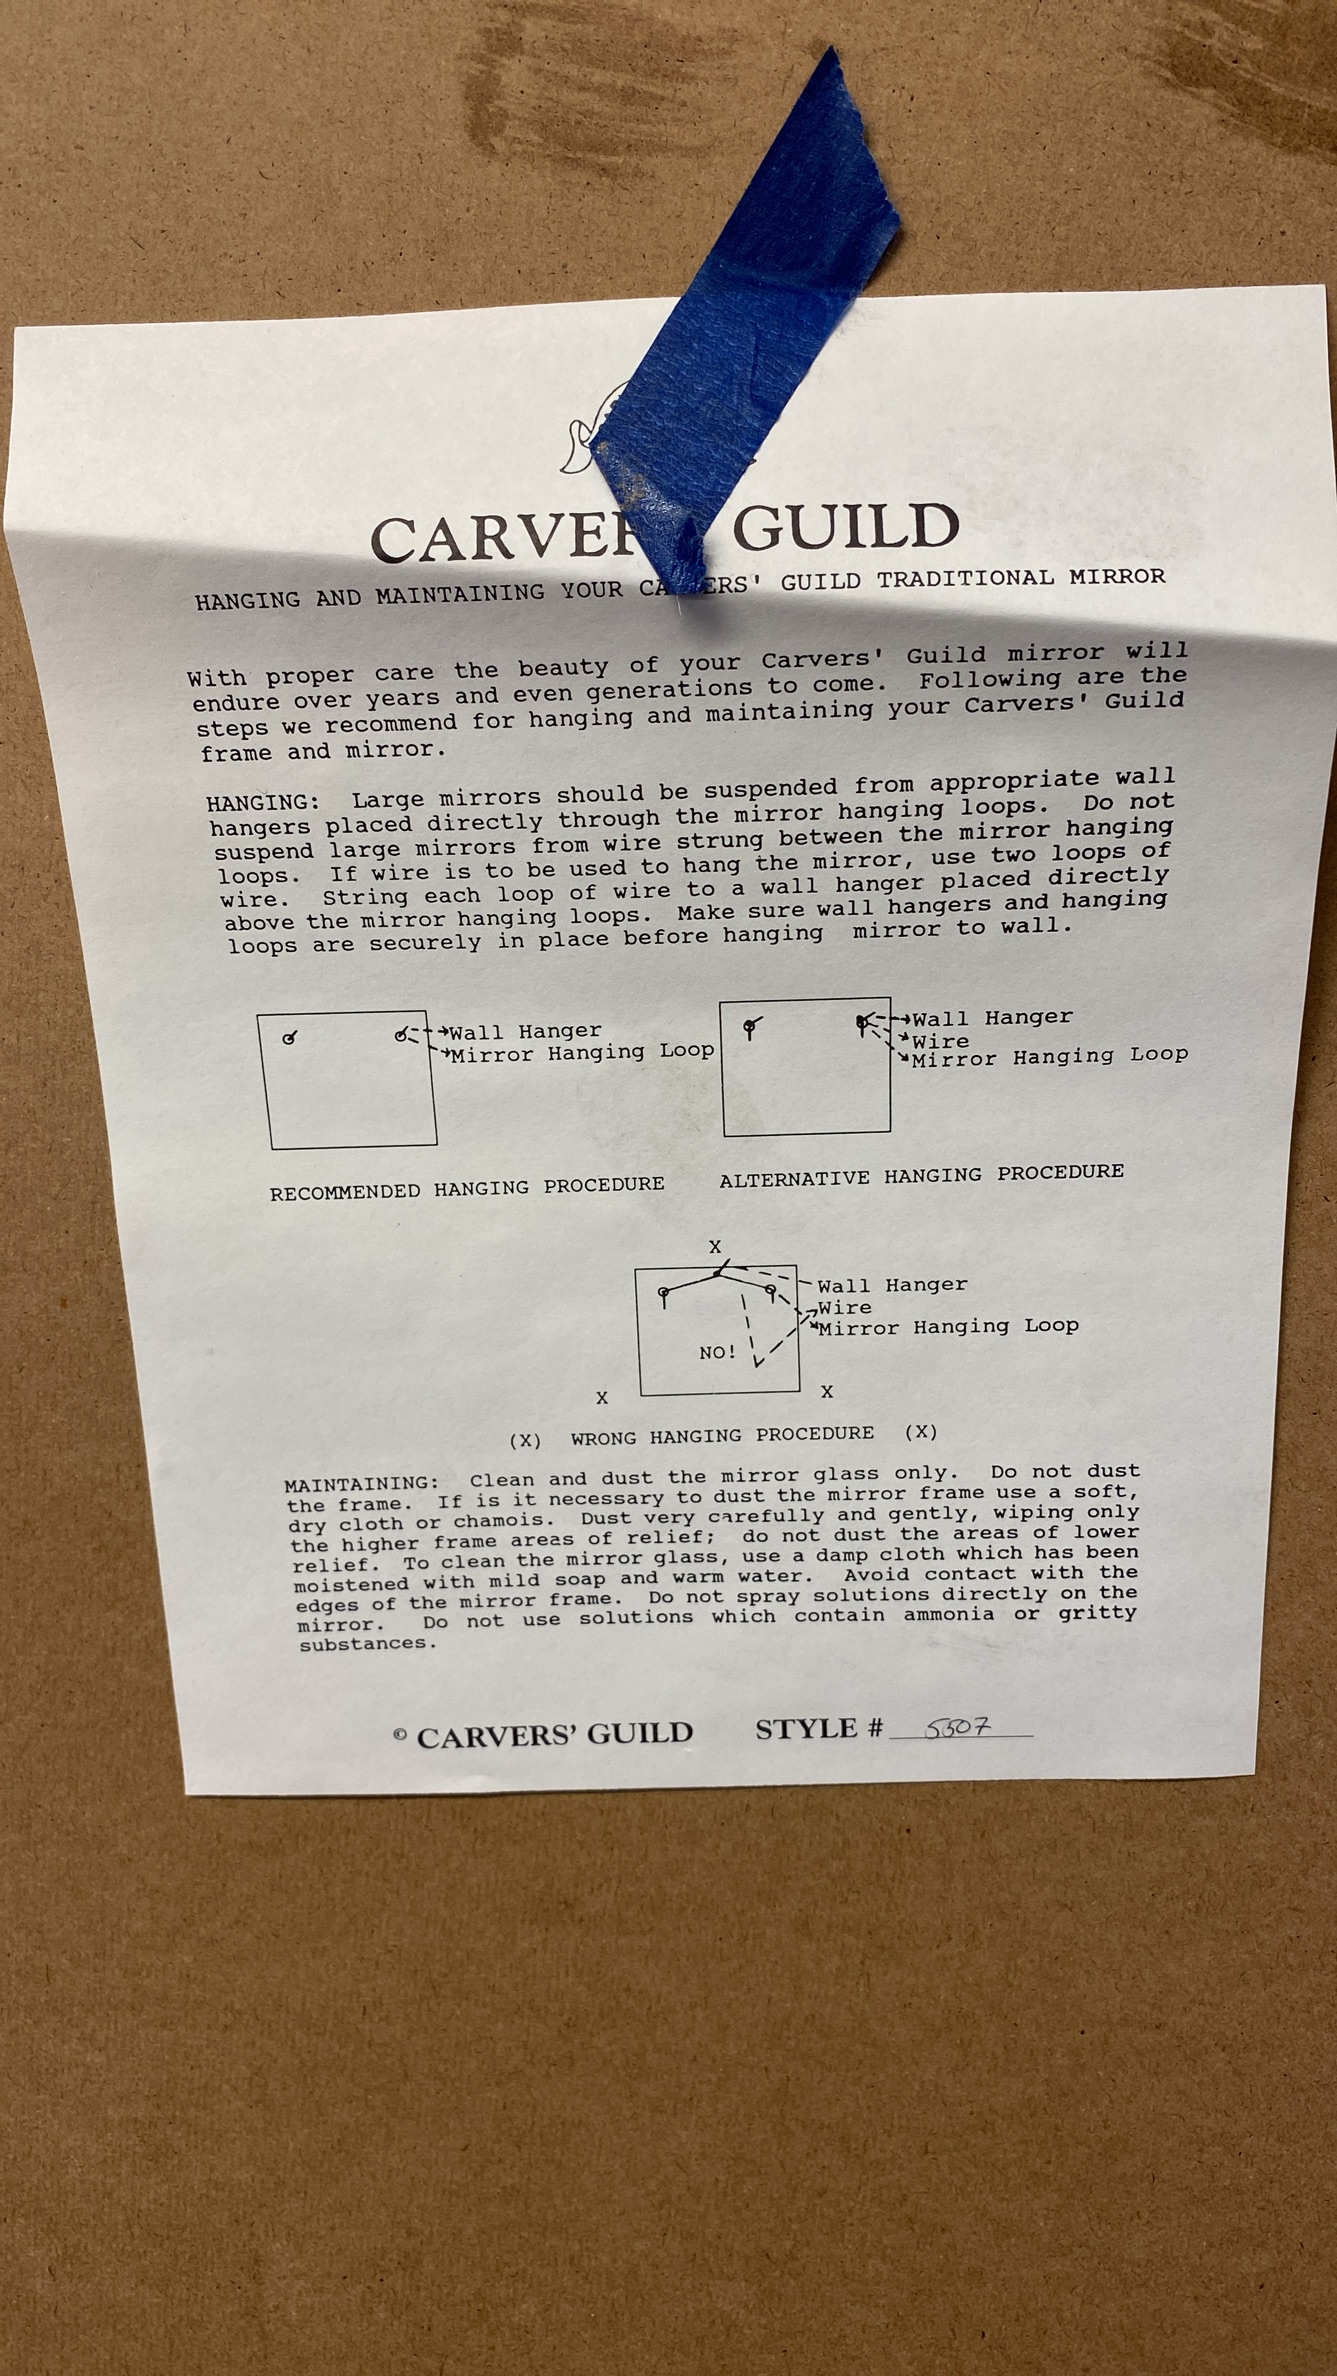 GUILD
HANGING AND MAINTAINING YOUR GUILD TRADITIONAL MIRROR
With proper care the beauty of your Carvers' Guild mirror will
endure over years and even generations to come. Following are the
steps we recommend for hanging and maintaining your Carvers' Guild
frame and mirror.
HANGING: Large mirrors should be suspended from appropriate wall
hangers placed directly through the mirror hanging loops. Do not
suspend large mirrors from wire strung between the mirror hanging
loops. If wire is to be used to hang the mirror, use two loops of
wire. String each loop of wire to a wall hanger placed directly
above the mirror hanging loops. Make sure wall hangers and hanging
loops are securely in place before hanging mirror to wall.
Wall Hanger
Mirror Hanging Loop
RECOMMENDED HANGING PROCEDURE
Wall Hanger
Wire
Mirror Hanging Loop
ALTERNATIVE HANGING PROCEDURE
X
Wall Hanger
Wire
Mirror Hanging Loop
NO!
X X
(X) WRONG HANGING PROCEDURE (X)
MAINTAINING: Clean and dust the mirror glass only. Do not dust
the frame. If is it necessary to dust the mirror frame use a soft,
dry cloth or chamois. Dust very carefully and gently, wiping only
the higher frame areas of relief; do not dust the areas of lower
relief. To clean the mirror glass, use a damp cloth which has been
moistened with mild soap and warm water. Avoid contact with the
edges of the mirror frame. Do not spray solutions directly on the
mirror. Do not use solutions which contain ammonia or gritty
substances.
© CARVERS' GUILD STYLE # 5507